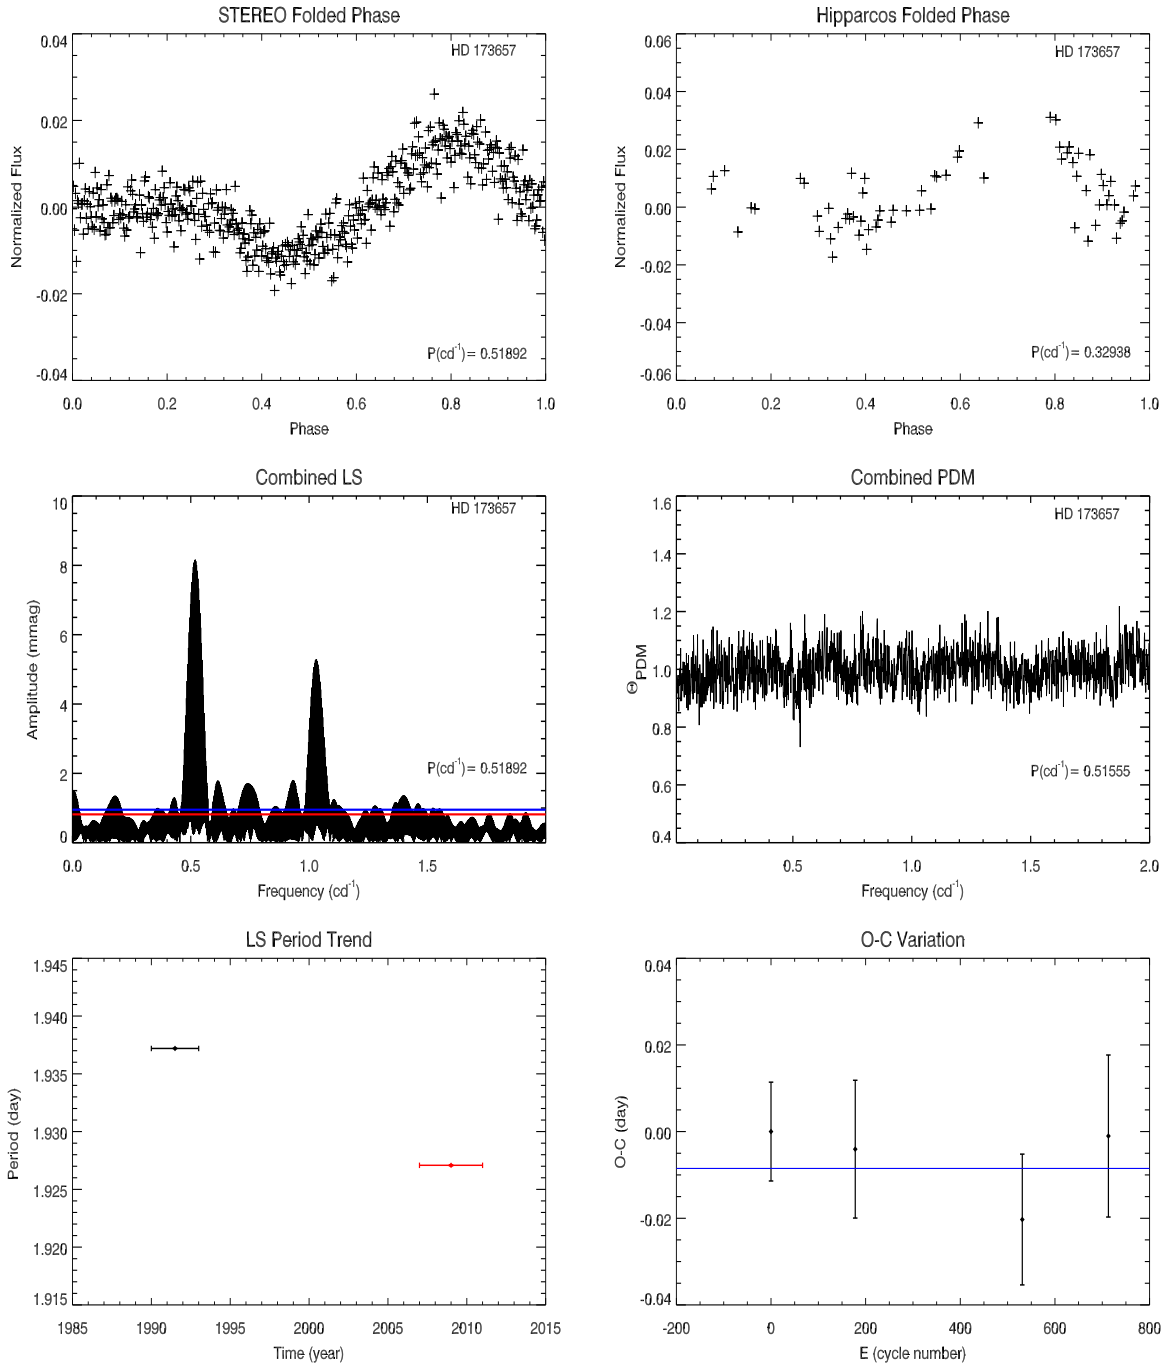 STEREO Folded Phase
Hipparcos Folded Phase
0.04
0.02
0.00
-0.02
-0.04
Normalized Flux
HD 173657
P(cd⁻¹)= 0.51892
0.0 0.2 0.4 0.6 0.8 1.0
Phase
0.06
0.04
0.02
0.00
-0.02
-0.04
-0.06
Normalized Flux
HD 173657
P(cd⁻¹)= 0.32938
0.0 0.2 0.4 0.6 0.8 1.0
Phase
Combined LS
Combined PDM
10
8
6
4
2
0
Amplitude (mmag)
HD 173657
P(cd⁻¹)= 0.51892
0.0 0.5 1.0 1.5
Frequency (cd⁻¹)
1.6
1.4
1.2
1.0
0.8
0.6
0.4
ΘPDM
HD 173657
P(cd⁻¹)= 0.51555
0.5 1.0 1.5 2.0
Frequency (cd⁻¹)
LS Period Trend
O-C Variation
1.945
1.940
1.935
1.930
1.925
1.920
1.915
Period (day)
1985 1990 1995 2000 2005 2010 2015
Time (year)
0.04
0.02
0.00
-0.02
-0.04
O-C (day)
-200 0 200 400 600 800
E (cycle number)